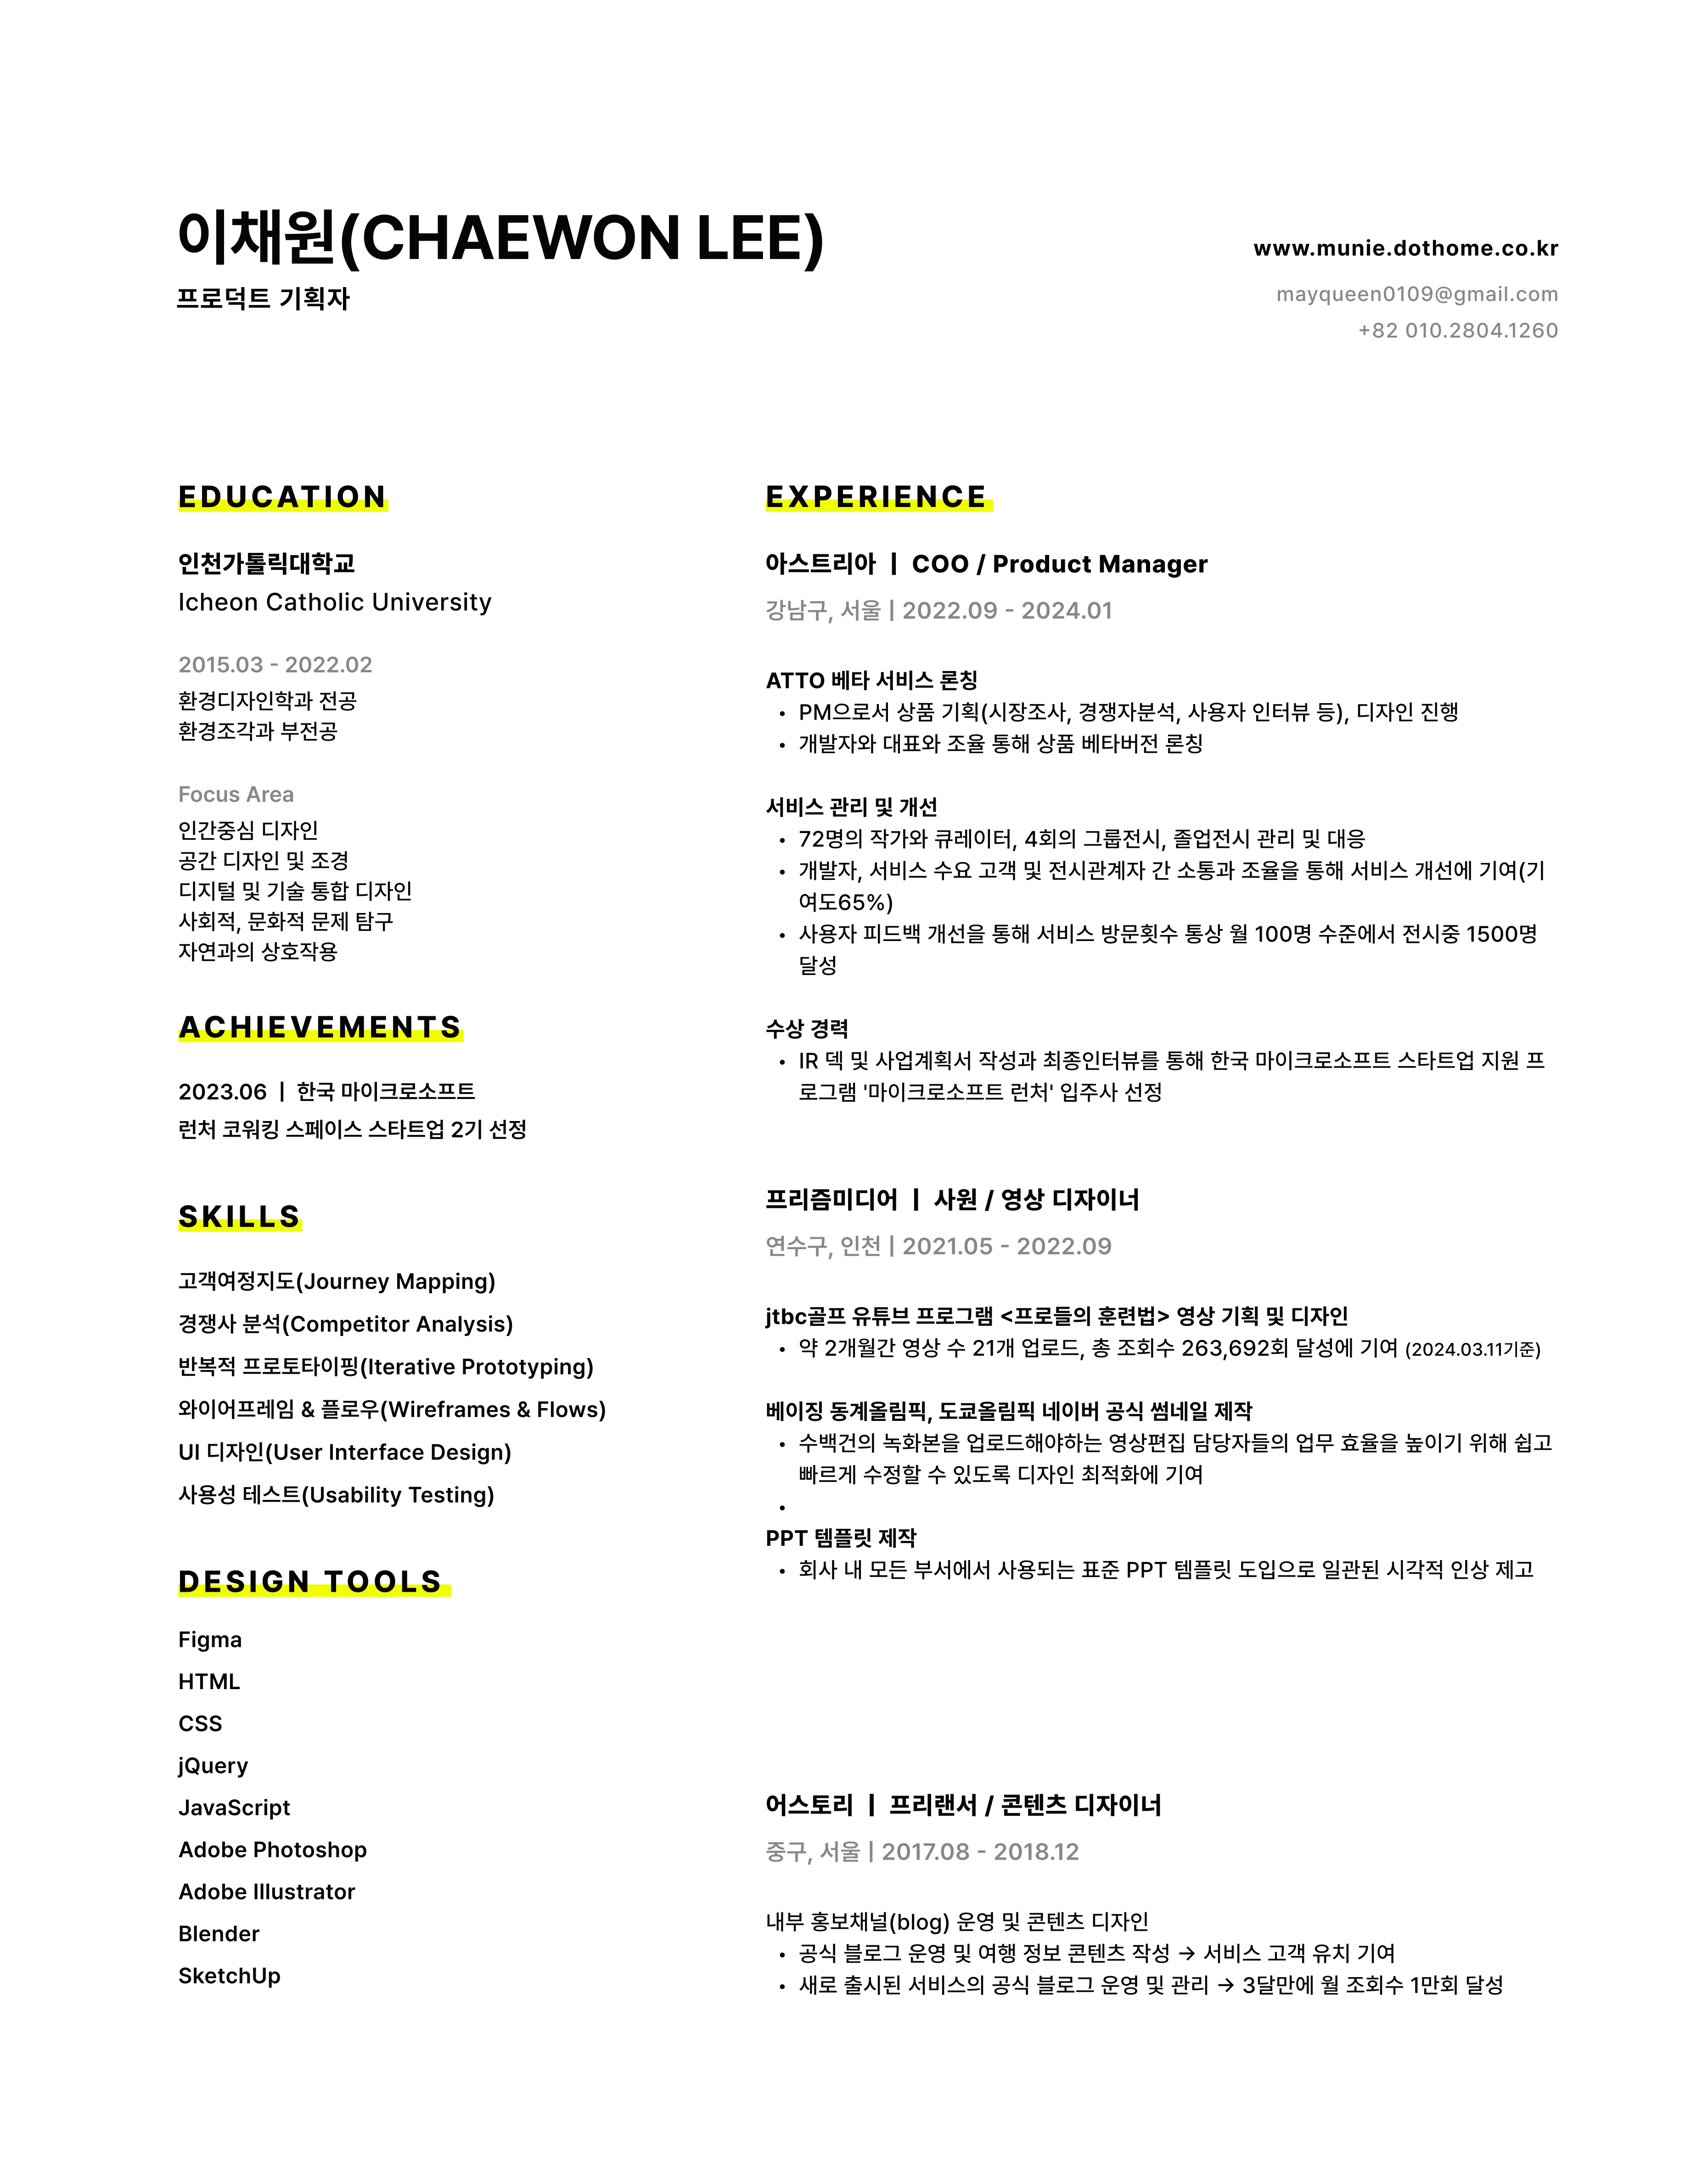 이채원(CHAEWON LEE)
프로덕트 기획자
www.munie.dothome.co.kr
mayqueen0109@gmail.com
+82 010.2804.1260
EDUCATION
인천가톨릭대학교
Icheon Catholic University
2015.03 - 2022.02
환경디자인학과 전공
환경조각과 부전공
Focus Area
인간중심 디자인
공간 디자인 및 조경
디지털 및 기술 통합 디자인
사회적, 문화적 문제 탐구
자연과의 상호작용
ACHIEVEMENTS
2023.06 | 한국 마이크로소프트
런처 코워킹 스페이스 스타트업 2기 선정
SKILLS
고객여정지도(Journey Mapping)
경쟁사 분석(Competitor Analysis)
반복적 프로토타이핑(Iterative Prototyping)
와이어프레임 & 플로우(Wireframes & Flows)
UI 디자인(User Interface Design)
사용성 테스트(Usability Testing)
DESIGN TOOLS
Figma
HTML
CSS
jQuery
JavaScript
Adobe Photoshop
Adobe Illustrator
Blender
SketchUp
EXPERIENCE
아스트리아 | COO / Product Manager
강남구, 서울 | 2022.09 - 2024.01
ATTO 베타 서비스 론칭
• PM으로서 상품 기획(시장조사, 경쟁자분석, 사용자 인터뷰 등), 디자인 진행
• 개발자와 대표와 조율 통해 상품 베타버전 론칭
서비스 관리 및 개선
• 72명의 작가와 큐레이터, 4회의 그룹전시, 졸업전시 관리 및 대응
• 개발자, 서비스 수요 고객 및 전시관계자 간 소통과 조율을 통해 서비스 개선에 기여(기
여도65%)
• 사용자 피드백 개선을 통해 서비스 방문횟수 통상 월 100명 수준에서 전시중 1500명
달성
수상 경력
• IR 덱 및 사업계획서 작성과 최종인터뷰를 통해 한국 마이크로소프트 스타트업 지원 프
로그램 '마이크로소프트 런처' 입주사 선정
프리즘미디어 | 사원 / 영상 디자이너
연수구, 인천 | 2021.05 - 2022.09
jtbc골프 유튜브 프로그램 <프로들의 훈련법> 영상 기획 및 디자인
• 약 2개월간 영상 수 21개 업로드, 총 조회수 263,692회 달성에 기여 (2024.03.11기준)
베이징 동계올림픽, 도쿄올림픽 네이버 공식 썸네일 제작
• 수백건의 녹화본을 업로드해야하는 영상편집 담당자들의 업무 효율을 높이기 위해 쉽고
빠르게 수정할 수 있도록 디자인 최적화에 기여
•
PPT 템플릿 제작
• 회사 내 모든 부서에서 사용되는 표준 PPT 템플릿 도입으로 일관된 시각적 인상 제고
어스토리 | 프리랜서 / 콘텐츠 디자이너
중구, 서울 | 2017.08 - 2018.12
내부 홍보채널(blog) 운영 및 콘텐츠 디자인
• 공식 블로그 운영 및 여행 정보 콘텐츠 작성 → 서비스 고객 유치 기여
• 새로 출시된 서비스의 공식 블로그 운영 및 관리 → 3달만에 월 조회수 1만회 달성